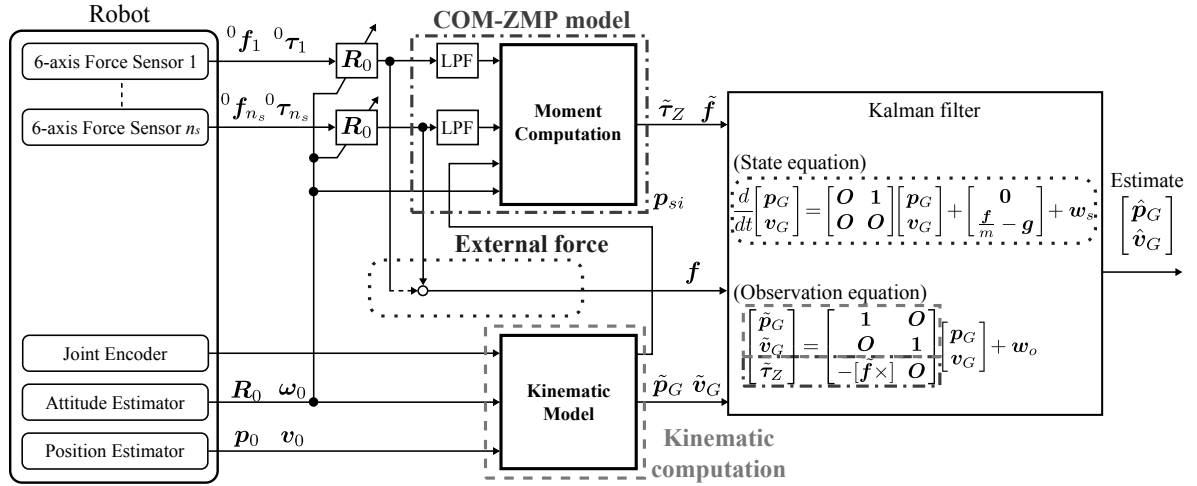 Robot
6-axis Force Sensor 1
6-axis Force Sensor nₛ
Joint Encoder
Attitude Estimator
Position Estimator
⁰f₁ ⁰τ₁
⁰f_{n_s} ⁰τ_{n_s}
R₀
R₀
R₀ ω₀
p₀ v₀
COM-ZMP model
LPF
LPF
Moment
Computation
p_{si}
External force
Kinematic
Model
Kinematic
computation
τ̃_Z f̃
f
p̃_G ṽ_G
Kalman filter
(State equation)
d/dt [p_G; v_G] = [O 1; O O] [p_G; v_G] + [0; f/m − g] + w_s
(Observation equation)
[p̃_G; ṽ_G; τ̃_Z] = [1 O; O 1; −[f̃×] O] [p_G; v_G] + w_o
Estimate
[p̂_G; v̂_G]